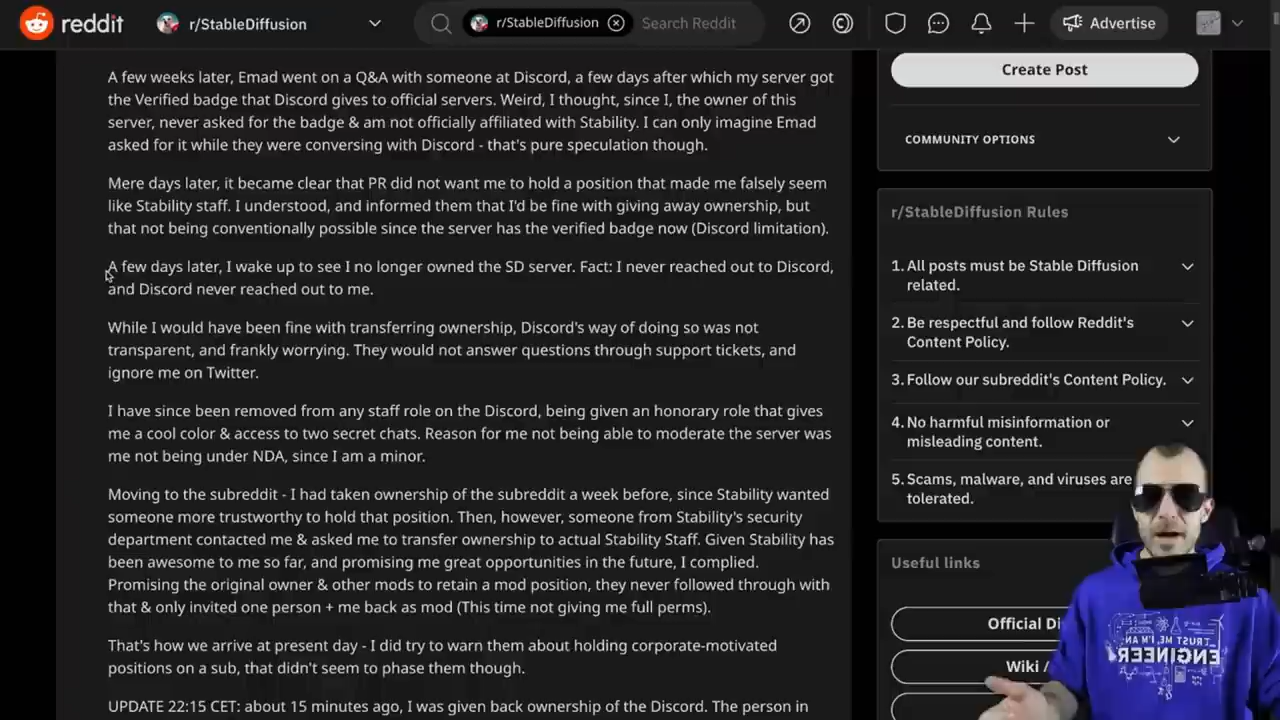 reddit
r/StableDiffusion
r/StableDiffusion
Search Reddit
Advertise
A few weeks later, Emad went on a Q&A with someone at Discord, a few days after which my server got
the Verified badge that Discord gives to official servers. Weird, I thought, since I, the owner of this
server, never asked for the badge & am not officially affiliated with Stability. I can only imagine Emad
asked for it while they were conversing with Discord - that's pure speculation though.
Mere days later, it became clear that PR did not want me to hold a position that made me falsely seem
like Stability staff. I understood, and informed them that I'd be fine with giving away ownership, but
that not being conventionally possible since the server has the verified badge now (Discord limitation).
A few days later, I wake up to see I no longer owned the SD server. Fact: I never reached out to Discord,
and Discord never reached out to me.
While I would have been fine with transferring ownership, Discord's way of doing so was not
transparent, and frankly worrying. They would not answer questions through support tickets, and
ignore me on Twitter.
I have since been removed from any staff role on the Discord, being given an honorary role that gives
me a cool color & access to two secret chats. Reason for me not being able to moderate the server was
me not being under NDA, since I am a minor.
Moving to the subreddit - I had taken ownership of the subreddit a week before, since Stability wanted
someone more trustworthy to hold that position. Then, however, someone from Stability's security
department contacted me & asked me to transfer ownership to actual Stability Staff. Given Stability has
been awesome to me so far, and promising me great opportunities in the future, I complied.
Promising the original owner & other mods to retain a mod position, they never followed through with
that & only invited one person + me back as mod (This time not giving me full perms).
That's how we arrive at present day - I did try to warn them about holding corporate-motivated
positions on a sub, that didn't seem to phase them though.
UPDATE 22:15 CET: about 15 minutes ago, I was given back ownership of the Discord. The person in
Create Post
COMMUNITY OPTIONS
r/StableDiffusion Rules
1. All posts must be Stable Diffusion
related.
2. Be respectful and follow Reddit's
Content Policy.
3. Follow our subreddit's Content Policy.
4. No harmful misinformation or
misleading content.
5. Scams, malware, and viruses are
tolerated.
Useful links
Official Di
Wiki /
TRUST ME, I'M AN
ENGINEER